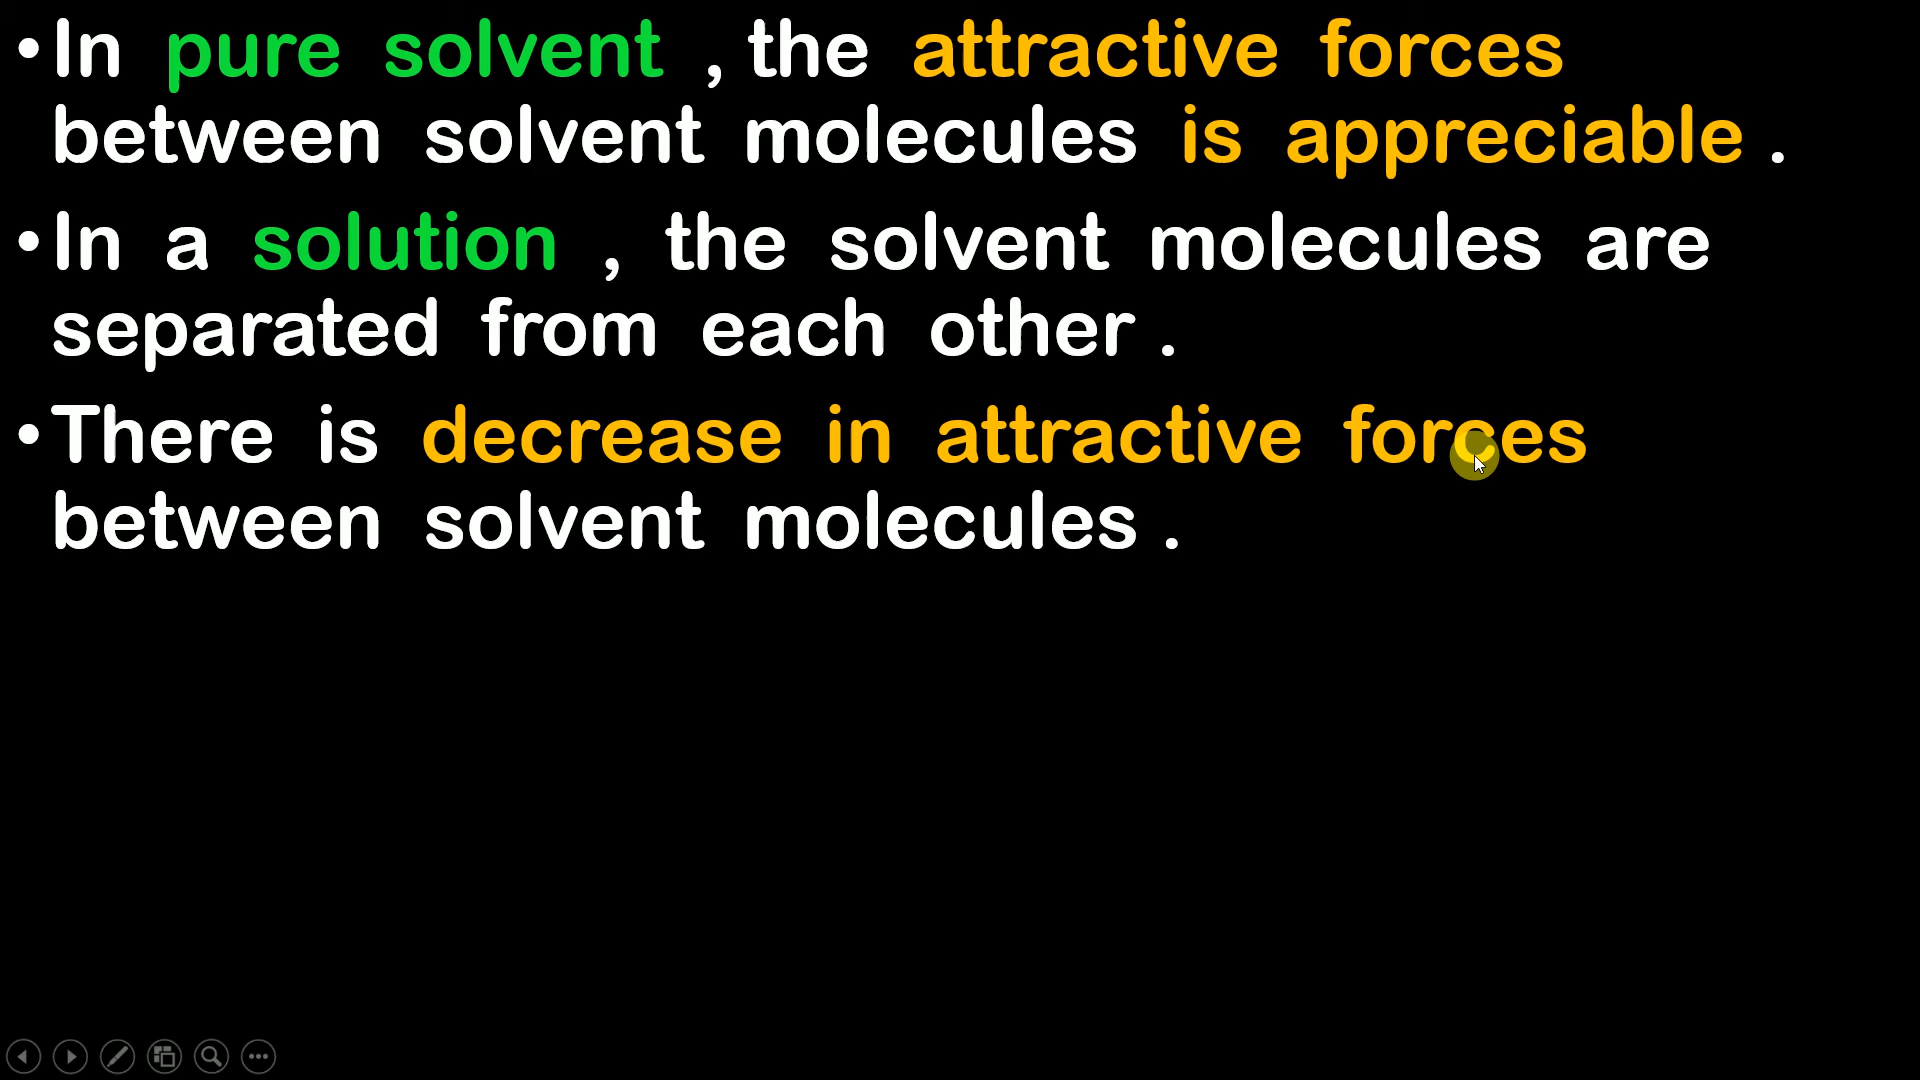 •In pure solvent , the attractive forces
between solvent molecules is appreciable .
•In a solution , the solvent molecules are
separated from each other .
•There is decrease in attractive forces
between solvent molecules .